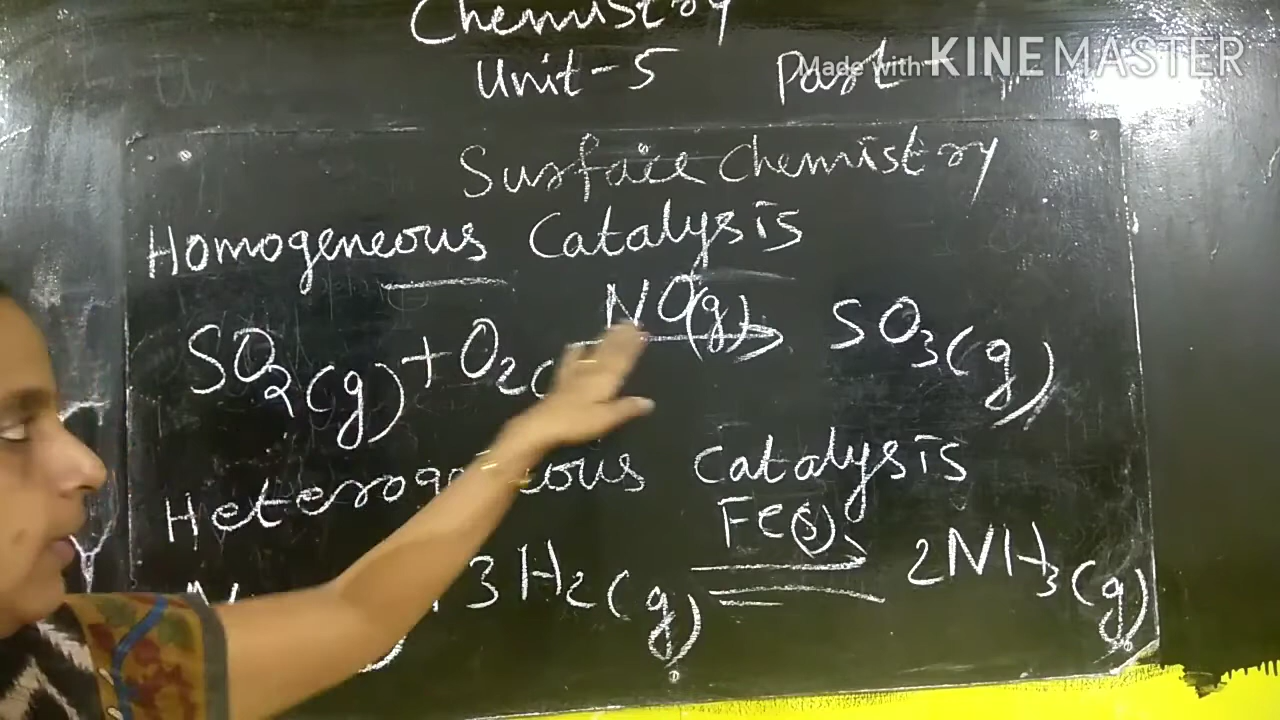 Chemistry
Unit-5 Part-
Made with KINEMASTER
Surface Chemistry
Homogeneous Catalysis
NO(g)
SO2(g) + O2( → SO3(g)
Catalysis
Fe(s)
3H2(g) ⇌ 2NH3(g)